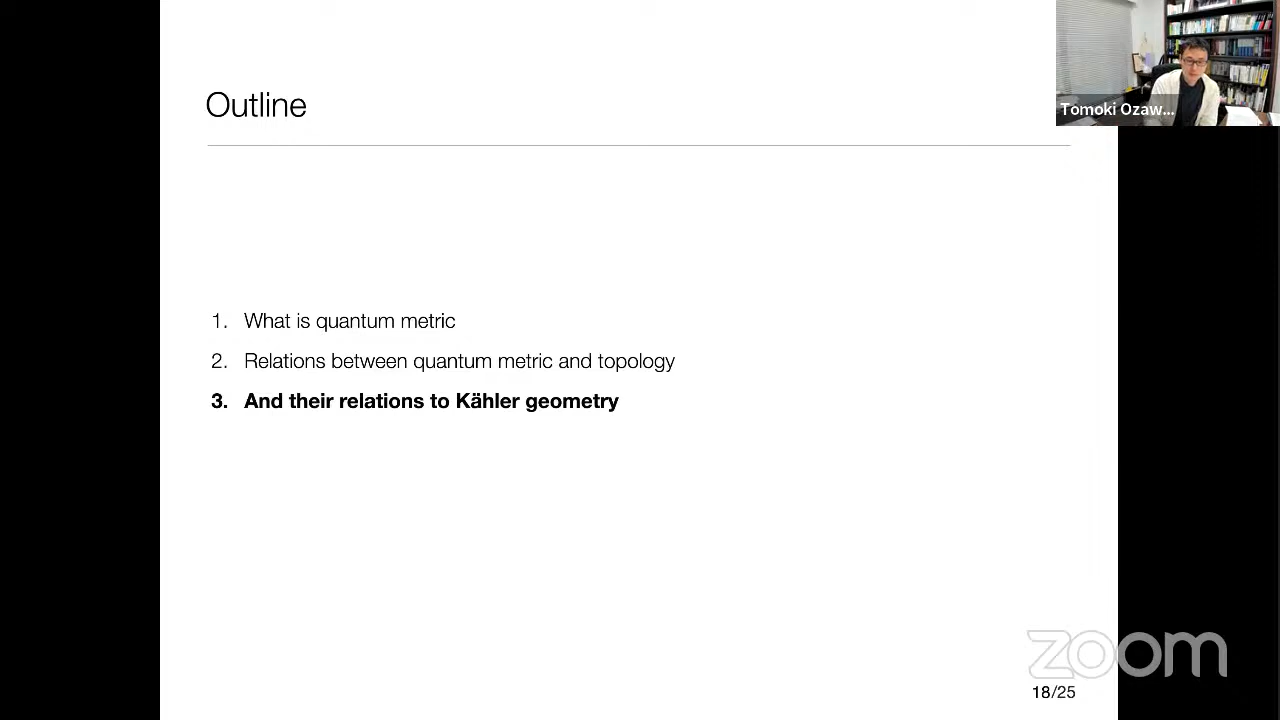 Outline
Tomoki Ozaw...
1. What is quantum metric
2. Relations between quantum metric and topology
3. And their relations to Kähler geometry
zoom
18/25